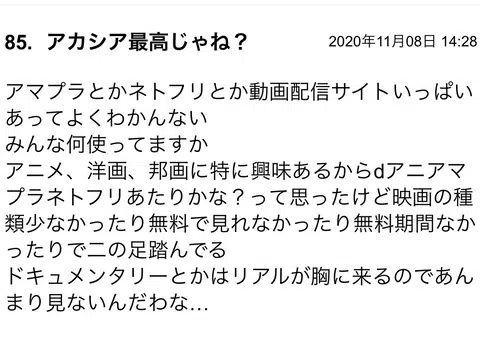 85. アカシア最高じゃね？ 2020年11月08日 14:28
アマプラとかネトフリとか動画配信サイトいっぱい
あってよくわかんない
みんな何使ってますか
アニメ、洋画、邦画に特に興味あるからdアニアマ
プラネトフリあたりかな？って思ったけど映画の種
類少なかったり無料で見れなかったり無料期間なか
ったりで二の足踏んでる
ドキュメンタリーとかはリアルが胸に来るのであん
まり見ないんだわな…